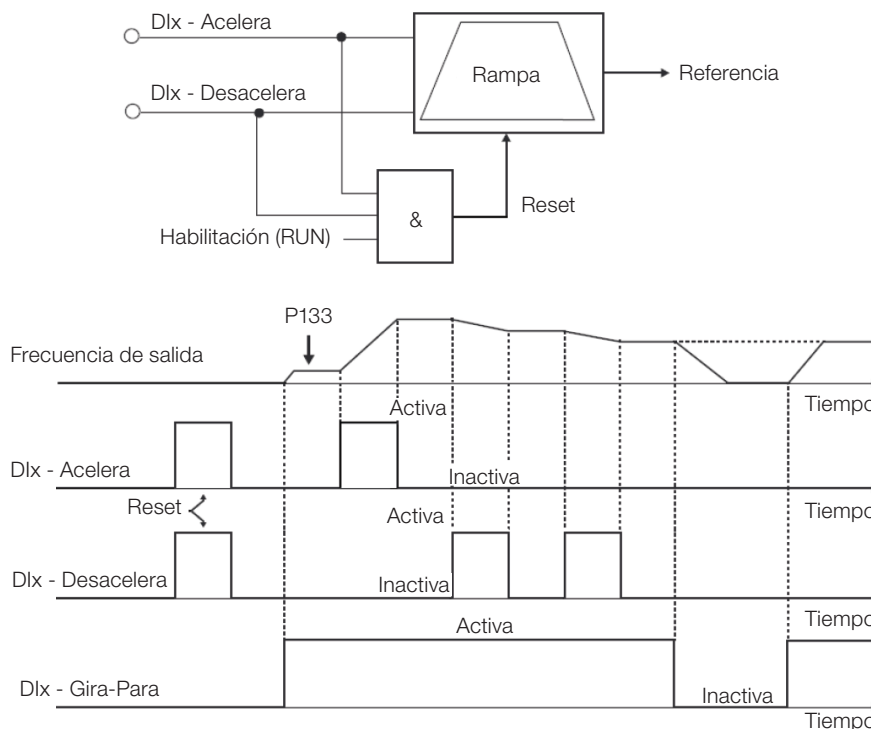 DIx - Acelera
Rampa
Referencia
DIx - Desacelera
&
Reset
Habilitación (RUN)
P133
Frecuencia de salida
Tiempo
Activa
DIx - Acelera
Inactiva
Tiempo
Reset
Activa
DIx - Desacelera
Inactiva
Tiempo
Activa
DIx - Gira-Para
Inactiva
Tiempo